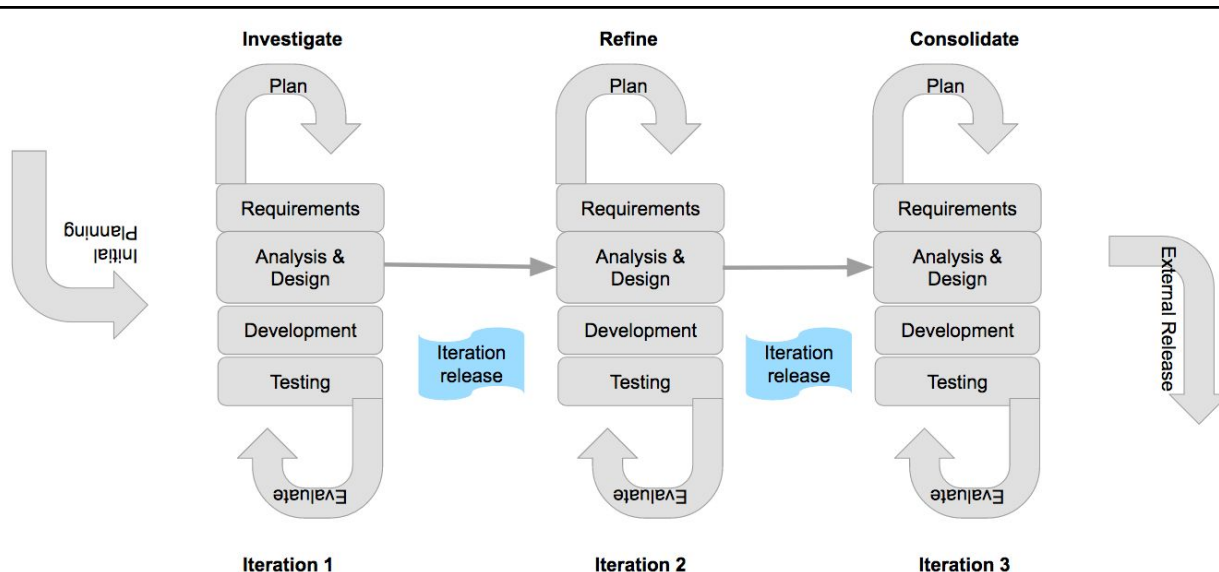 Investigate
Refine
Consolidate
Plan
Plan
Plan
Initial
Planning
Requirements
Requirements
Requirements
Analysis &
Design
Analysis &
Design
Analysis &
Design
External Release
Development
Development
Development
Iteration
release
Iteration
release
Testing
Testing
Testing
Evaluate
Evaluate
Evaluate
Iteration 1
Iteration 2
Iteration 3